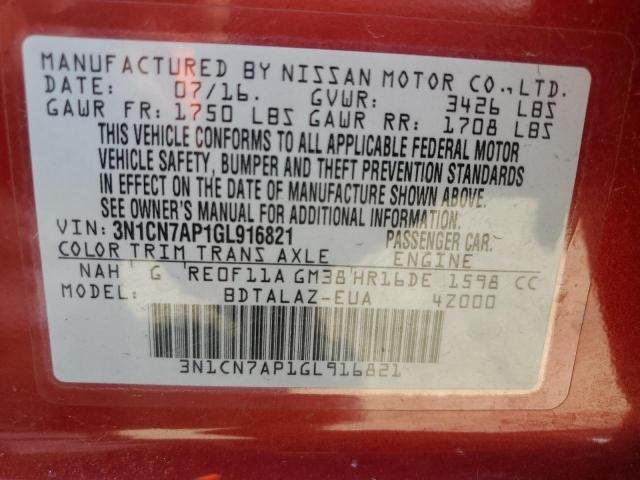 MANUFACTURED BY NISSAN MOTOR CO., LTD.
DATE: 07/16. GVWR: 3426 LBS
GAWR FR: 1750 LBS GAWR RR: 1708 LBS
THIS VEHICLE CONFORMS TO ALL APPLICABLE FEDERAL MOTOR
VEHICLE SAFETY, BUMPER AND THEFT PREVENTION STANDARDS
IN EFFECT ON THE DATE OF MANUFACTURE SHOWN ABOVE.
SEE OWNER'S MANUAL FOR ADDITIONAL INFORMATION.
VIN: 3N1CN7AP1GL916821 PASSENGER CAR.
COLOR TRIM TRANS AXLE ENGINE
NAH G RE0F11A GM38 HR16DE 1598 CC
MODEL: BDTALAZ-EUA 4Z000
3N1CN7AP1GL916821